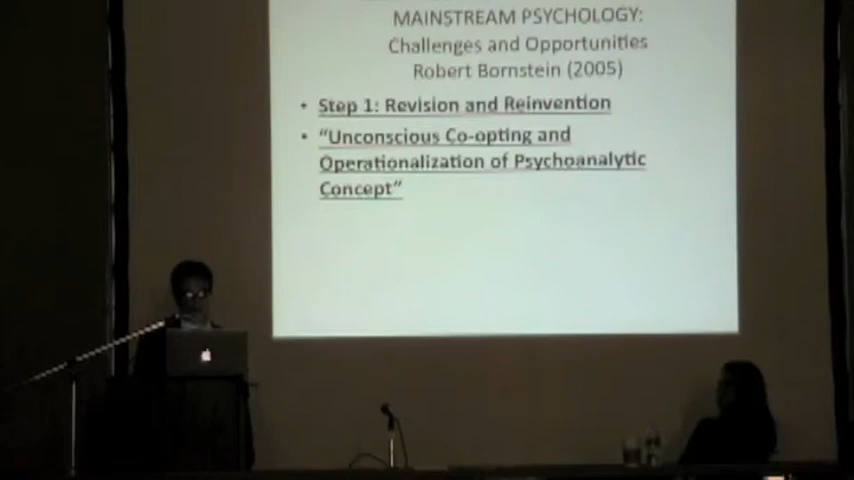 MAINSTREAM PSYCHOLOGY:
Challenges and Opportunities
Robert Bornstein (2005)
• Step 1: Revision and Reinvention
• “Unconscious Co-opting and
Operationalization of Psychoanalytic
Concept”